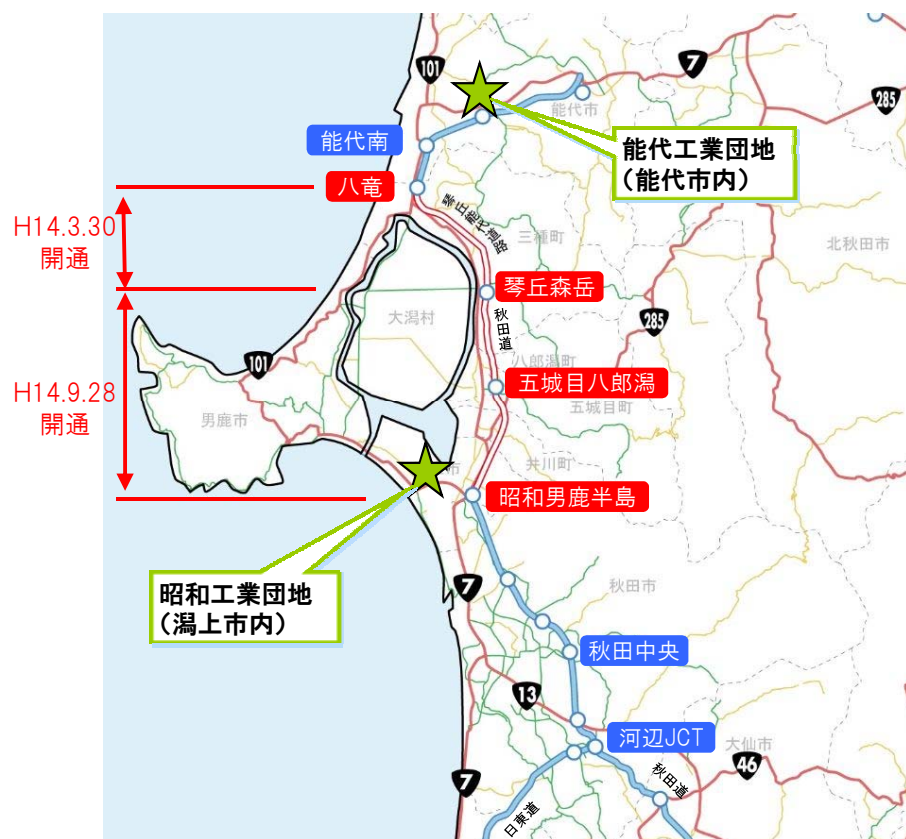 101
7
285
能代市
能代南
能代工業団地
（能代市内）
八竜
H14.3.30
開通
琴丘能代道路
三種町
北秋田市
琴丘森岳
大潟村
285
秋田道
101
八郎潟町
五城目八郎潟
H14.9.28
開通
男鹿市
五城目町
井川町
市
昭和男鹿半島
昭和工業団地
（潟上市内）
7
秋田市
秋田中央
13
河辺JCT
大仙市
46
7
秋田道
日東道